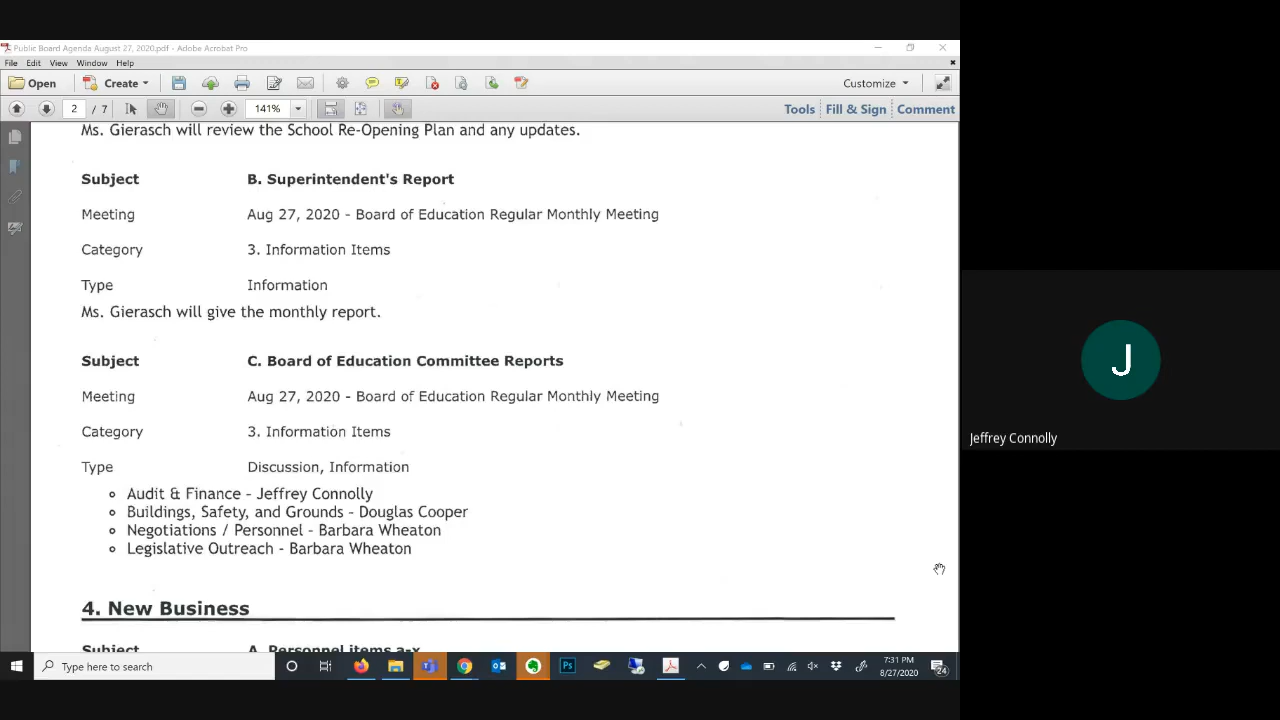 Public Board Agenda August 27, 2020.pdf - Adobe Acrobat Pro
File Edit View Window Help
Open Create Customize
2 / 7 141% Tools Fill & Sign Comment
Ms. Gierasch will review the School Re-Opening Plan and any updates.
Subject B. Superintendent's Report
Meeting Aug 27, 2020 - Board of Education Regular Monthly Meeting
Category 3. Information Items
Type Information
Ms. Gierasch will give the monthly report.
Subject C. Board of Education Committee Reports
Meeting Aug 27, 2020 - Board of Education Regular Monthly Meeting
Category 3. Information Items
Type Discussion, Information
Audit & Finance - Jeffrey Connolly
Buildings, Safety, and Grounds - Douglas Cooper
Negotiations / Personnel - Barbara Wheaton
Legislative Outreach - Barbara Wheaton
4. New Business
Subject A. Personnel items a-x
Type here to search
Ps
7:31 PM
8/27/2020
24
J
Jeffrey Connolly